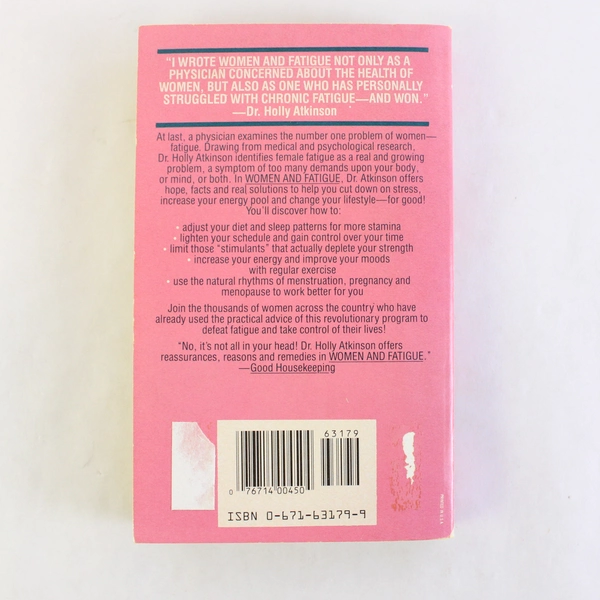 "I WROTE WOMEN AND FATIGUE NOT ONLY AS A
PHYSICIAN CONCERNED ABOUT THE HEALTH OF
WOMEN, BUT ALSO AS ONE WHO HAS PERSONALLY
STRUGGLED WITH CHRONIC FATIGUE—AND WON."
—Dr. Holly Atkinson
At last, a physician examines the number one problem of women—
fatigue. Drawing from medical and psychological research,
Dr. Holly Atkinson identifies female fatigue as a real and growing
problem, a symptom of too many demands upon your body,
or mind, or both. In WOMEN AND FATIGUE, Dr. Atkinson offers
hope, facts and real solutions to help you cut down on stress,
increase your energy pool and change your lifestyle—for good!
You'll discover how to:
• adjust your diet and sleep patterns for more stamina
• lighten your schedule and gain control over your time
• limit those "stimulants" that actually deplete your strength
• increase your energy and improve your moods
with regular exercise
• use the natural rhythms of menstruation, pregnancy and
menopause to work better for you
Join the thousands of women across the country who have
already used the practical advice of this revolutionary program to
defeat fatigue and take control of their lives!
"No, it's not all in your head! Dr. Holly Atkinson offers
reassurances, reasons and remedies in WOMEN AND FATIGUE."
—Good Housekeeping
63179
0 76714 00450
ISBN 0-671-63179-9